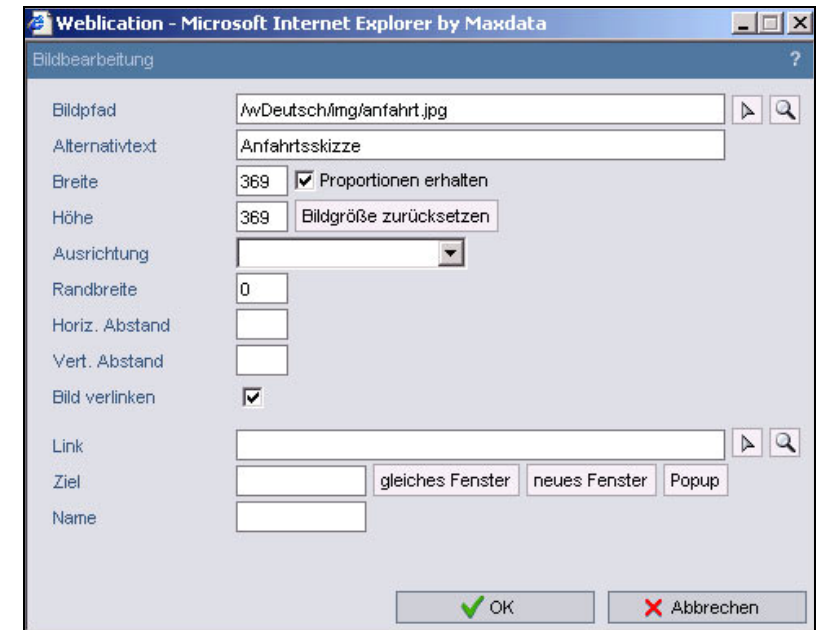 Weblication - Microsoft Internet Explorer by Maxdata
Bildbearbeitung ?
Bildpfad /wDeutsch/img/anfahrt.jpg
Alternativtext Anfahrtsskizze
Breite 369 Proportionen erhalten
Höhe 369 Bildgröße zurücksetzen
Ausrichtung
Randbreite 0
Horiz. Abstand
Vert. Abstand
Bild verlinken
Link
Ziel gleiches Fenster neues Fenster Popup
Name
OK Abbrechen